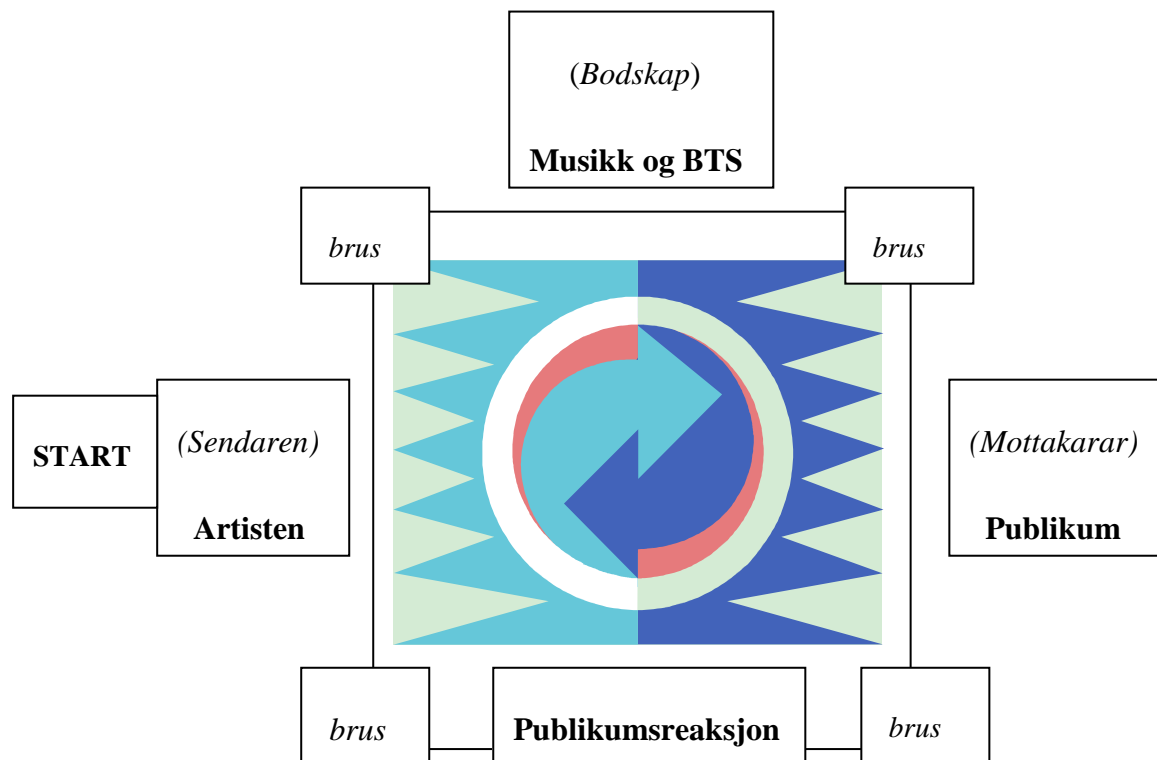 (Bodskap)
Musikk og BTS
brus
brus
START
(Sendaren)
Artisten
(Mottakarar)
Publikum
brus
Publikumsreaksjon
brus